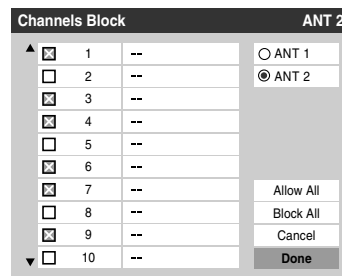 Channels Block ANT 2
1 -- ANT 1
2 -- ANT 2
3 --
4 --
5 --
6 --
7 -- Allow All
8 -- Block All
9 -- Cancel
10 -- Done